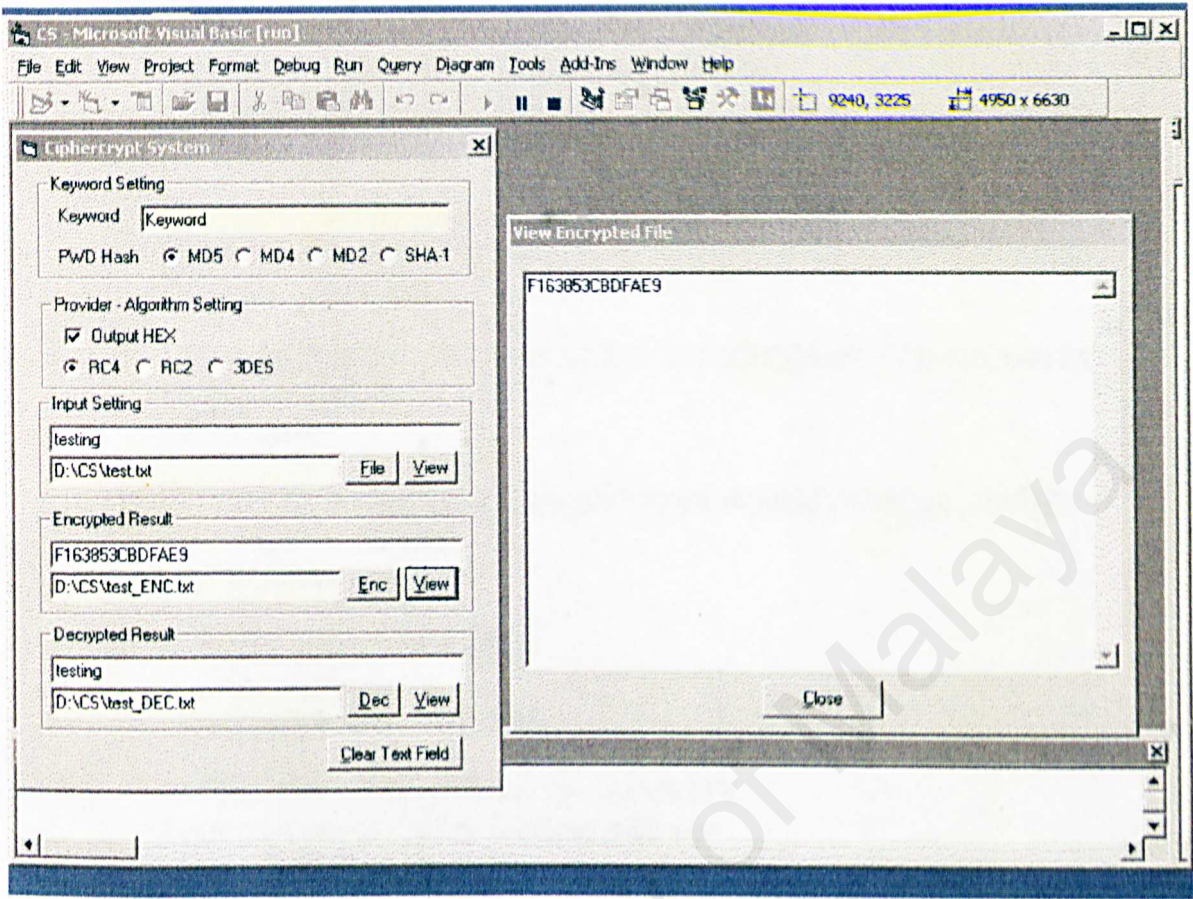 CS - Microsoft Visual Basic [run]
File Edit View Project Format Debug Run Query Diagram Tools Add-Ins Window Help
9240, 3225 4950 x 6630
Ciphercrypt System
Keyword Setting
Keyword Keyword
PWD Hash MD5 MD4 MD2 SHA-1
Provider - Algorithm Setting
Output HEX
RC4 RC2 3DES
Input Setting
testing
D:\CS\test.txt File View
Encrypted Result
F163853CBDFAE9
D:\CS\test_ENC.txt Enc View
Decrypted Result
testing
D:\CS\test_DEC.txt Dec View
Clear Text Field
View Encrypted File
F163853CBDFAE9
Close
of Malaya